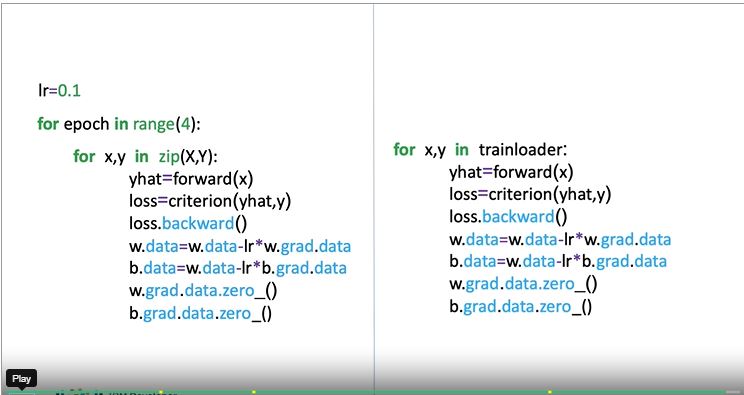 lr=0.1
for epoch in range(4):
for x,y in zip(X,Y):
yhat=forward(x)
loss=criterion(yhat,y)
loss.backward()
w.data=w.data-lr*w.grad.data
b.data=w.data-lr*b.grad.data
w.grad.data.zero_()
b.grad.data.zero_()
for x,y in trainloader:
yhat=forward(x)
loss=criterion(yhat,y)
loss.backward()
w.data=w.data-lr*w.grad.data
b.data=w.data-lr*b.grad.data
w.grad.data.zero_()
b.grad.data.zero_()
Play